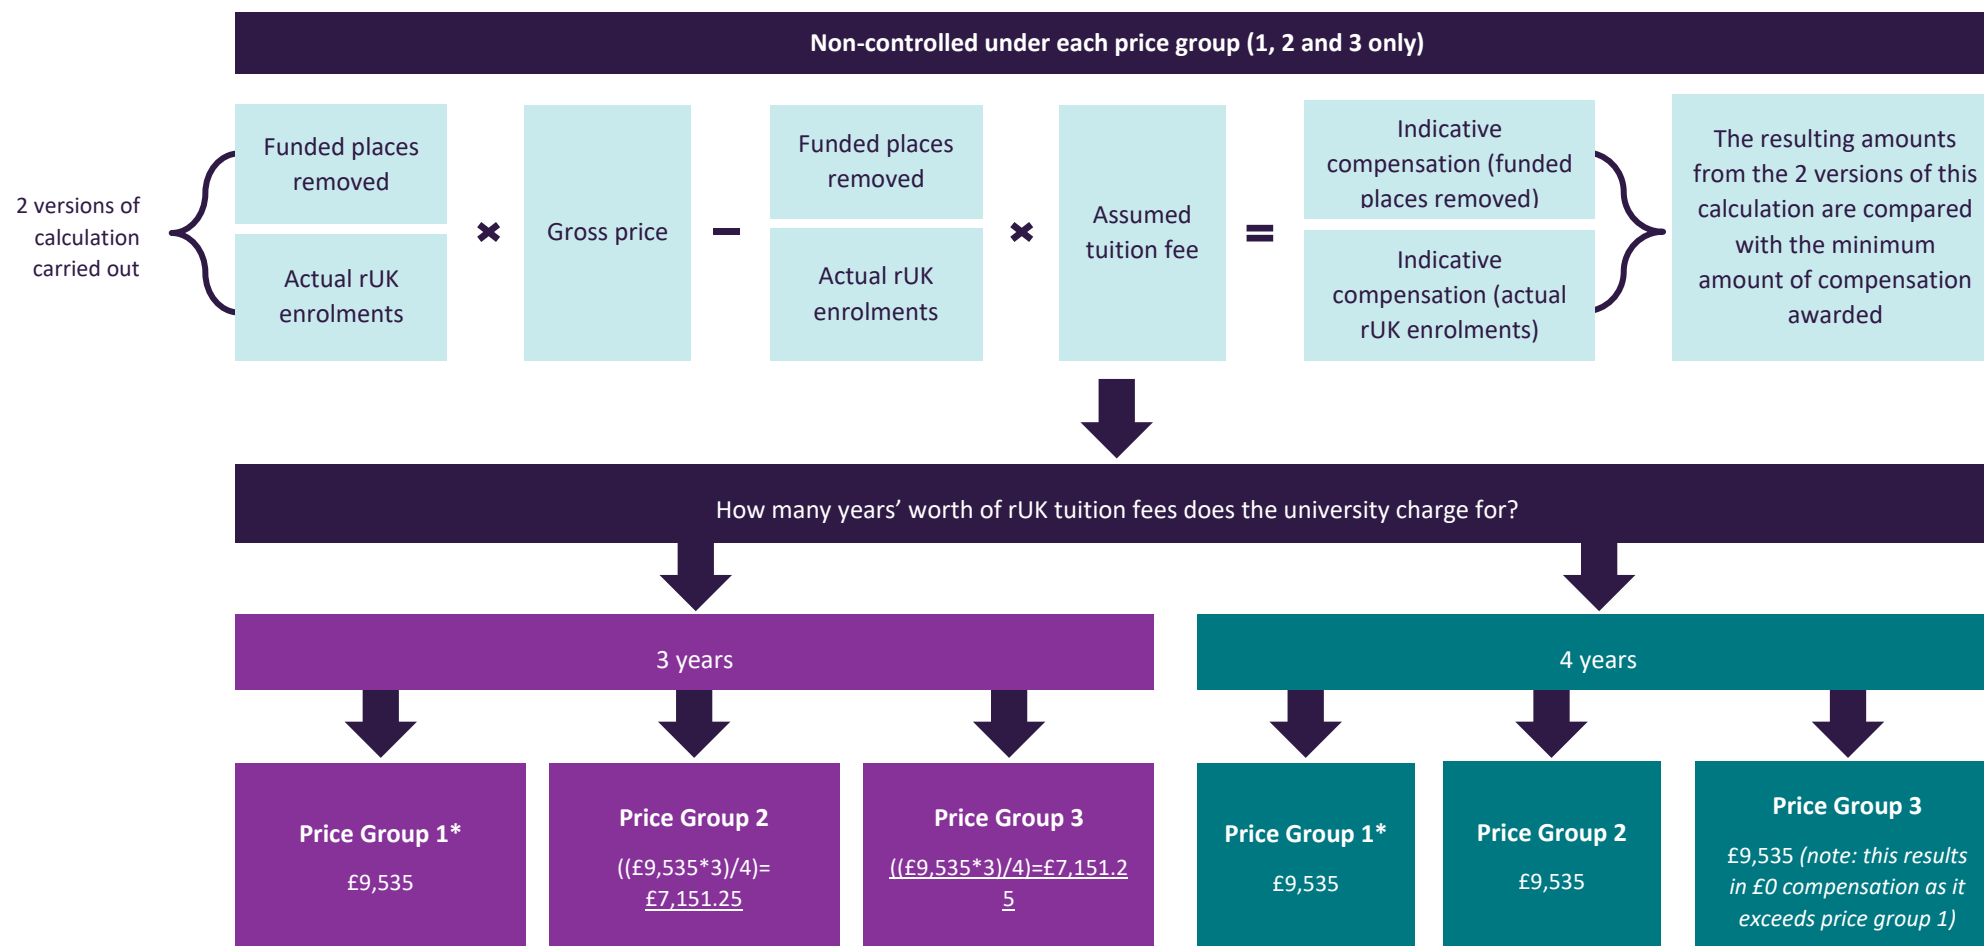 Non-controlled under each price group (1, 2 and 3 only)
2 versions of
calculation
carried out
Funded places
removed
Actual rUK
enrolments
Gross price
Funded places
removed
Actual rUK
enrolments
Assumed
tuition fee
Indicative
compensation (funded
places removed)
Indicative
compensation (actual
rUK enrolments)
The resulting amounts
from the 2 versions of this
calculation are compared
with the minimum
amount of compensation
awarded
How many years’ worth of rUK tuition fees does the university charge for?
3 years
Price Group 1*
£9,535
Price Group 2
((£9,535*3)/4)=
£7,151.25
Price Group 3
((£9,535*3)/4)=£7,151.2
5
4 years
Price Group 1*
£9,535
Price Group 2
£9,535
Price Group 3
£9,535 (note: this results
in £0 compensation as it
exceeds price group 1)